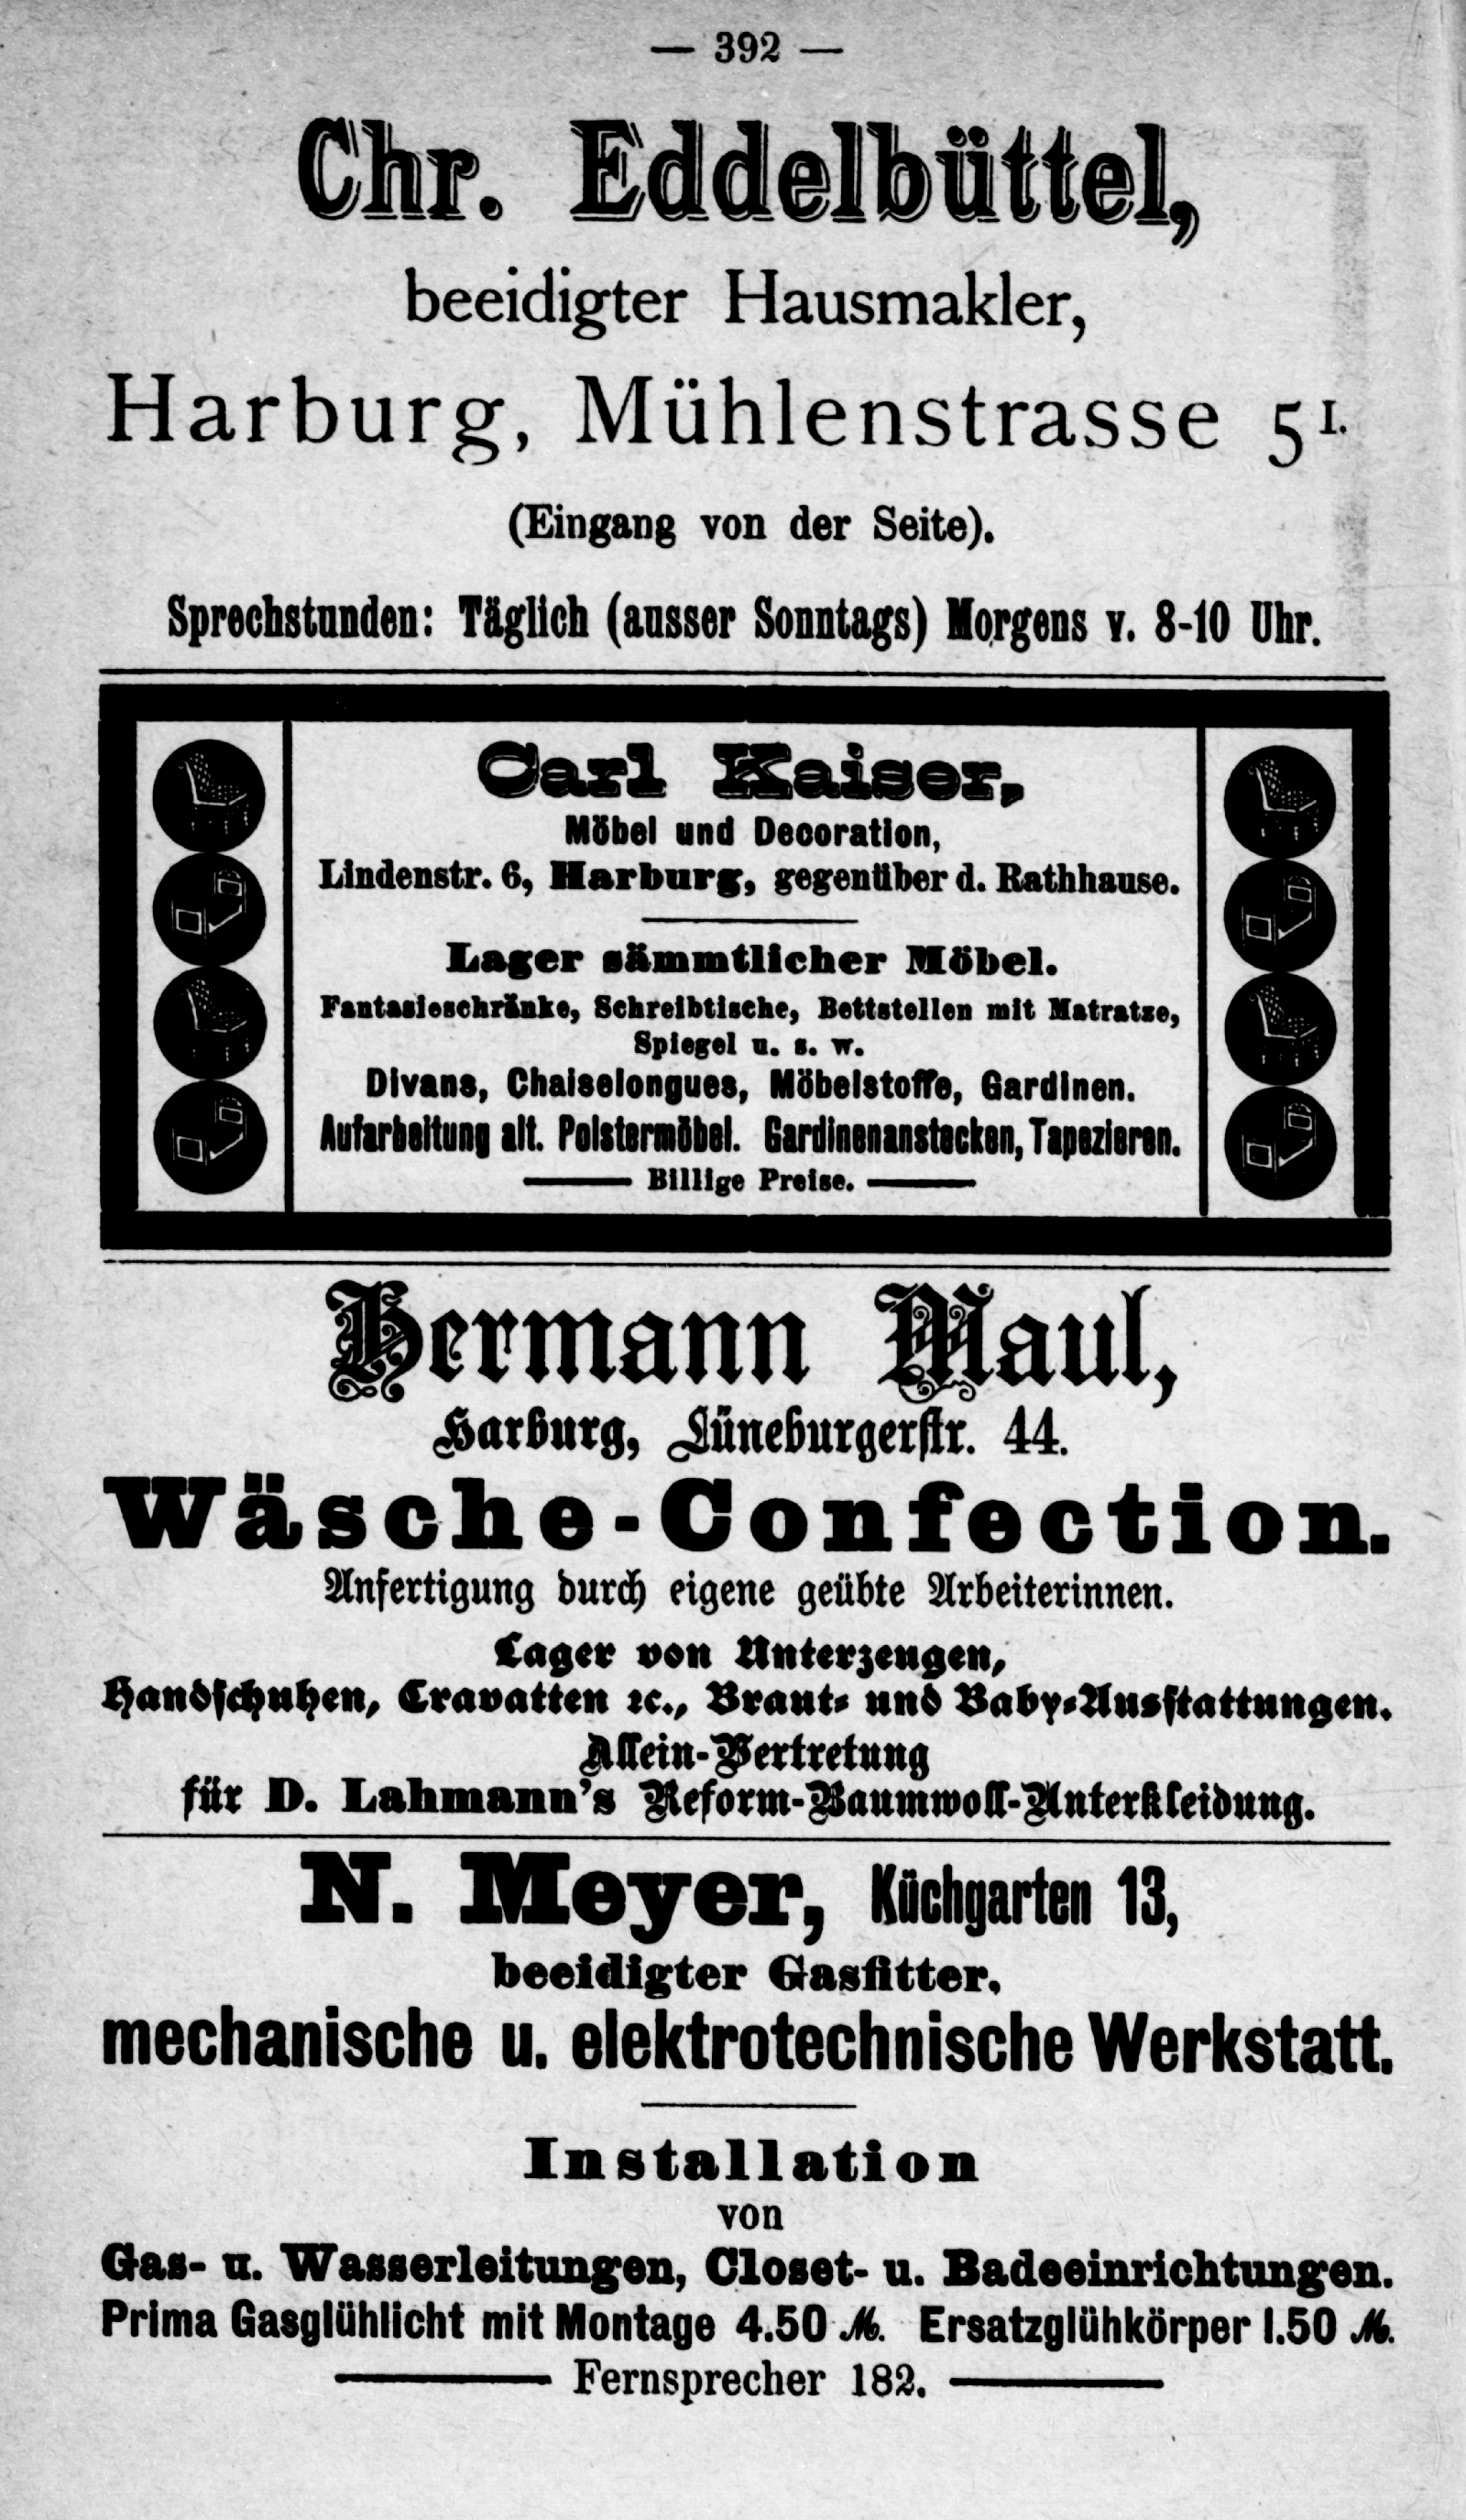 — 392 —
Chr. Eddelbüttel,
beeidigter Hausmakler,
Harburg, Mühlenstrasse 5 I.
(Eingang von der Seite).
Sprechstunden: Täglich (ausser Sonntags) Morgens v. 8-10 Uhr.
Carl Kaiser,
Möbel und Decoration,
Lindenstr. 6, Harburg, gegenüber d. Rathhause.
Lager sämmtlicher Möbel.
Fantasieschränke, Schreibtische, Bettstellen mit Matratze,
Spiegel u. s. w.
Divans, Chaiselongues, Möbelstoffe, Gardinen.
Aufarbeitung alt. Polstermöbel. Gardinenanstecken, Tapezieren.
Billige Preise.
Hermann Maul,
Harburg, Lüneburgerstr. 44.
Wäsche-Confection.
Anfertigung durch eigene geübte Arbeiterinnen.
Lager von Unterzeugen,
Handschuhen, Cravatten ꝛc., Braut- und Baby-Ausstattungen.
Allein-Vertretung
für D. Lahmann's Reform-Baumwoll-Unterkleidung.
N. Meyer, Küchgarten 13,
beeidigter Gasfitter,
mechanische u. elektrotechnische Werkstatt.
Installation
von
Gas- u. Wasserleitungen, Closet- u. Badeeinrichtungen.
Prima Gasglühlicht mit Montage 4.50 ℳ. Ersatzglühkörper 1.50 ℳ.
Fernsprecher 182.